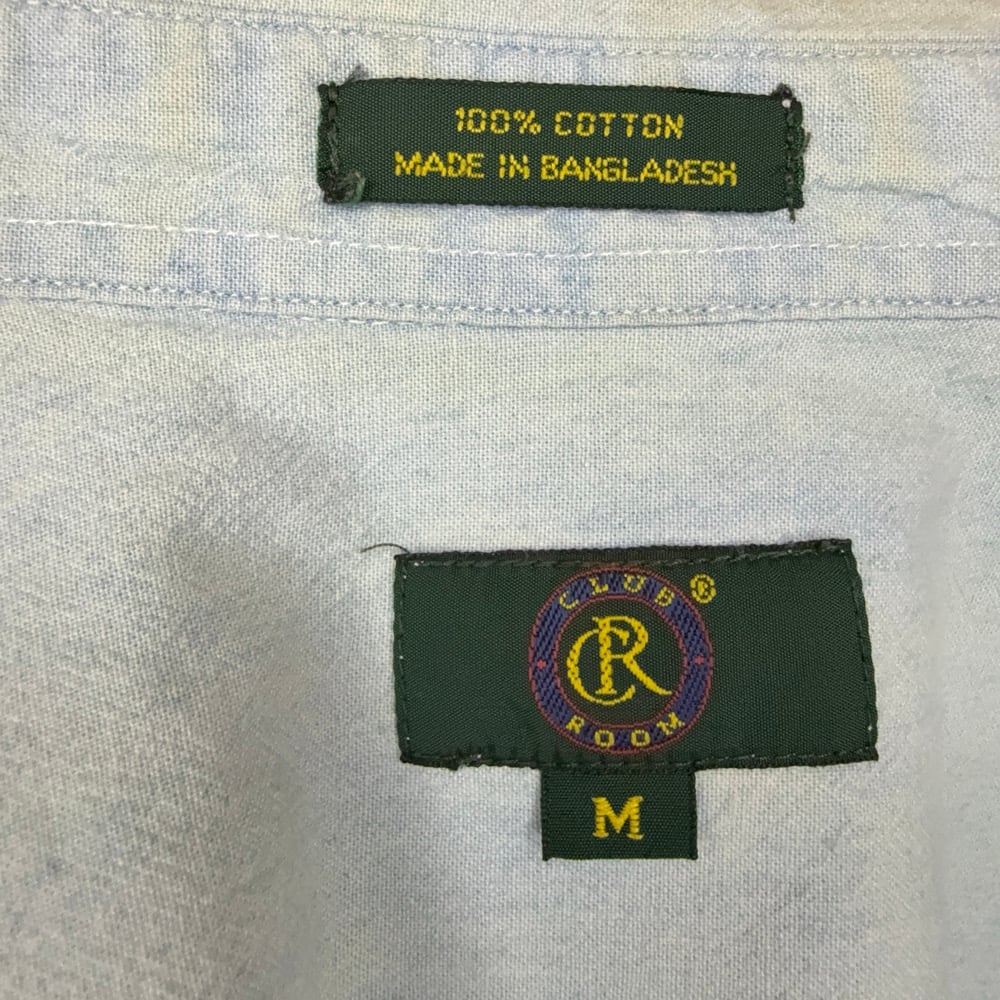 100% COTTON
MADE IN BANGLADESH
CLUB ®
CR
ROOM
M